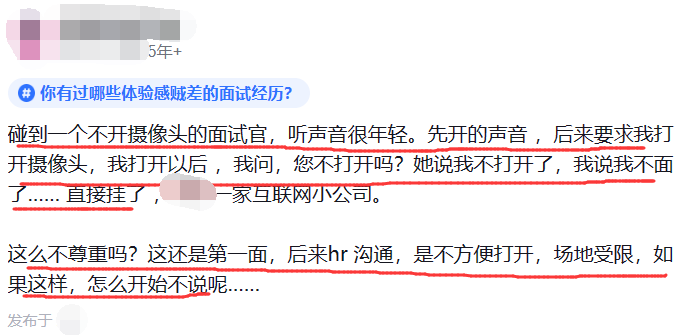 5年+
# 你有过哪些体验感贼差的面试经历？
碰到一个不开摄像头的面试官，听声音很年轻。先开的声音 ，后来要求我打
开摄像头，我打开以后 ，我问，您不打开吗？她说我不打开了，我说我不面
了...... 直接挂了 ，一家互联网小公司。
这么不尊重吗？这还是第一面，后来hr 沟通，是不方便打开，场地受限，如
果这样，怎么开始不说呢......
发布于